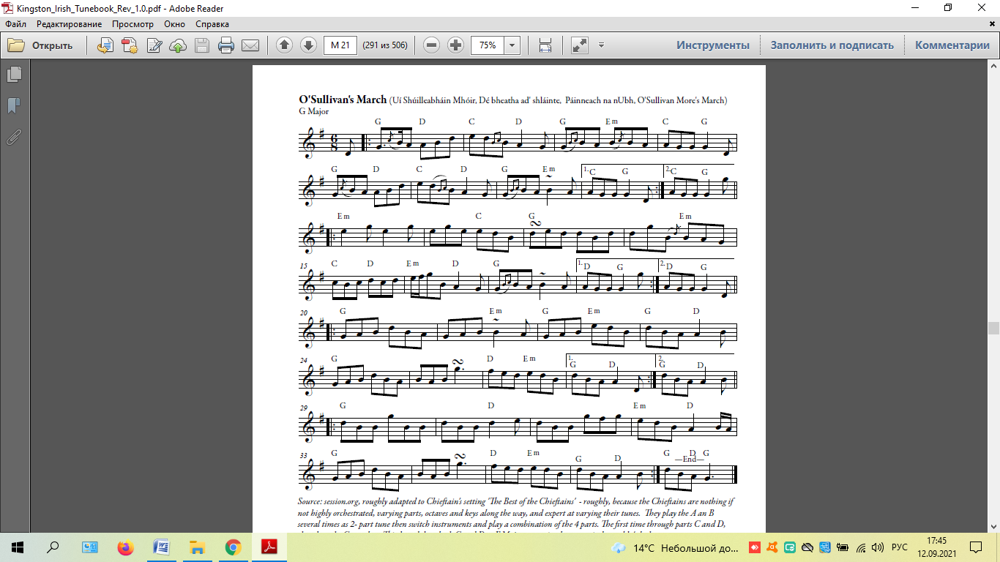 Kingston_Irish_Tunebook_Rev_1.0.pdf - Adobe Reader
Файл Редактирование Просмотр Окно Справка
Открыть M 21 (291 из 506) 75% Инструменты Заполнить и подписать Комментарии
O'Sullivan's March (Uí Shúilleabháin Mhóir, Dé bheatha ad' shláinte, Páinneach na nUbh, O'Sullivan More's March)
G Major
G D C D G Em C G
6 8
G D C D G Em 1. C G 2. C G
Em C G Em
15 C D Em D G 1. D G 2. D G
20 G Em G Em G D
24 G D Em 1. G D 2. G D
29 G D Em D
33 G D Em G D G D G
—End—
Source: session.org, roughly adapted to Chieftain's setting 'The Best of the Chieftains' - roughly, because the Chieftains are nothing if
not highly orchestrated, varying parts, octaves and keys along the way, and expert at varying their tunes. They play the A an B
several times as 2- part tune then switch instruments and play a combination of the 4 parts. The first time through parts C and D,
14°C Небольшой до... РУС 17:45
12.09.2021